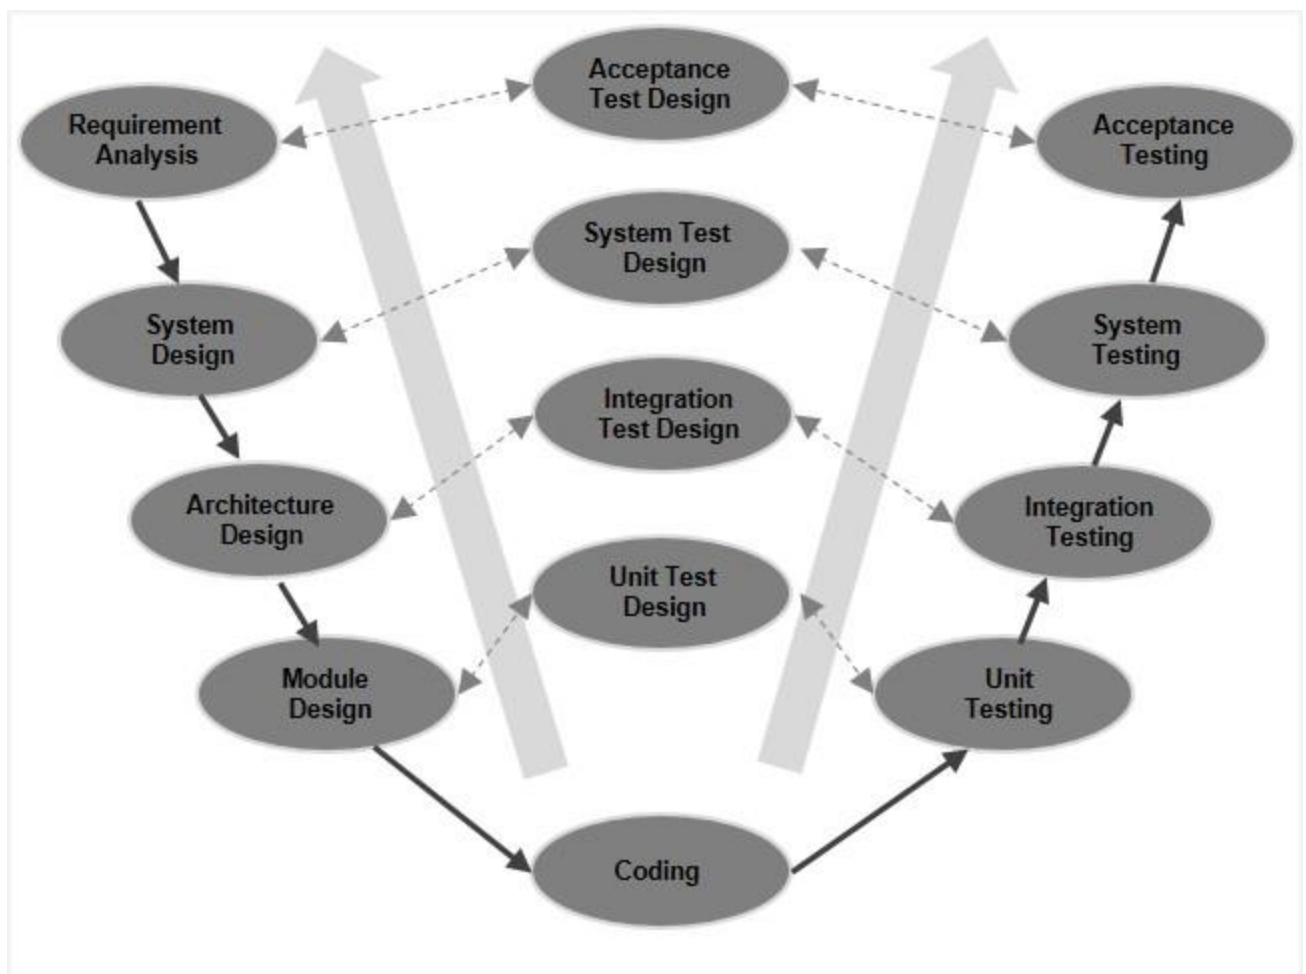 Acceptance
Test Design
Requirement
Analysis
Acceptance
Testing
System Test
Design
System
Design
System
Testing
Integration
Test Design
Architecture
Design
Integration
Testing
Unit Test
Design
Module
Design
Unit
Testing
Coding